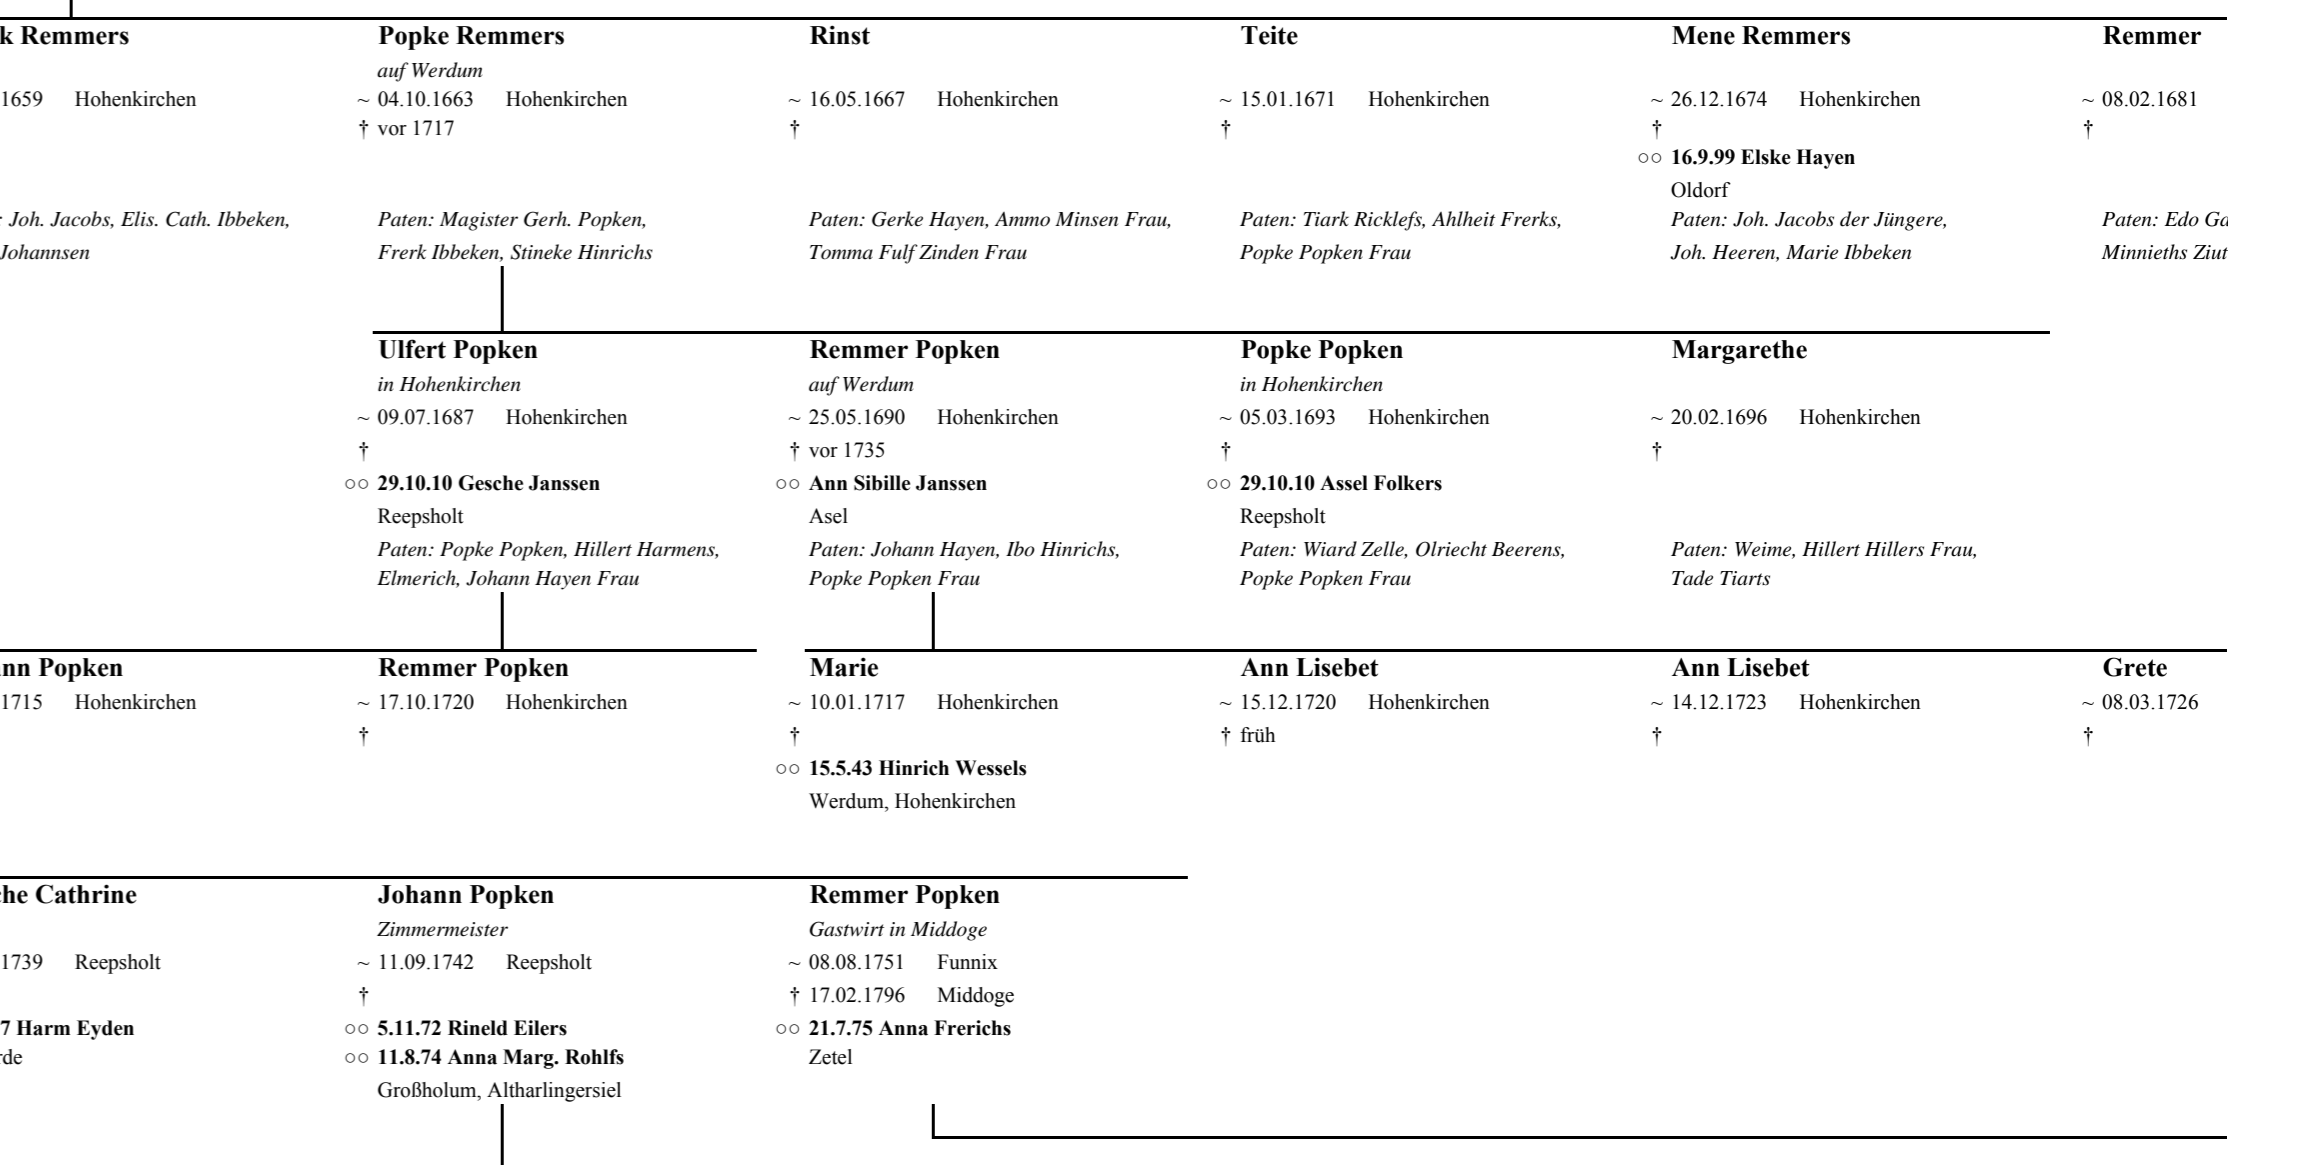 k Remmers Popke Remmers Rinst Teite Mene Remmers Remmer
auf Werdum
1659 Hohenkirchen ~ 04.10.1663 Hohenkirchen ~ 16.05.1667 Hohenkirchen ~ 15.01.1671 Hohenkirchen ~ 26.12.1674 Hohenkirchen ~ 08.02.1681
† vor 1717 † † † †
○○ 16.9.99 Elske Hayen
Oldorf
: Joh. Jacobs, Elis. Cath. Ibbeken, Paten: Magister Gerh. Popken, Paten: Gerke Hayen, Ammo Minsen Frau, Paten: Tiark Ricklefs, Ahlheit Frerks, Paten: Joh. Jacobs der Jüngere, Paten: Edo Ga
Johannsen Frerk Ibbeken, Stineke Hinrichs Tomma Fulf Zinden Frau Popke Popken Frau Joh. Heeren, Marie Ibbeken Minnieths Ziut
Ulfert Popken Remmer Popken Popke Popken Margarethe
in Hohenkirchen auf Werdum in Hohenkirchen
~ 09.07.1687 Hohenkirchen ~ 25.05.1690 Hohenkirchen ~ 05.03.1693 Hohenkirchen ~ 20.02.1696 Hohenkirchen
† † vor 1735 † †
○○ 29.10.10 Gesche Janssen ○○ Ann Sibille Janssen ○○ 29.10.10 Assel Folkers
Reepsholt Asel Reepsholt
Paten: Popke Popken, Hillert Harmens, Paten: Johann Hayen, Ibo Hinrichs, Paten: Wiard Zelle, Olriecht Beerens, Paten: Weime, Hillert Hillers Frau,
Elmerich, Johann Hayen Frau Popke Popken Frau Popke Popken Frau Tade Tiarts
nn Popken Remmer Popken Marie Ann Lisebet Ann Lisebet Grete
1715 Hohenkirchen ~ 17.10.1720 Hohenkirchen ~ 10.01.1717 Hohenkirchen ~ 15.12.1720 Hohenkirchen ~ 14.12.1723 Hohenkirchen ~ 08.03.1726
† † † früh † †
○○ 15.5.43 Hinrich Wessels
Werdum, Hohenkirchen
he Cathrine Johann Popken Remmer Popken
Zimmermeister Gastwirt in Middoge
1739 Reepsholt ~ 11.09.1742 Reepsholt ~ 08.08.1751 Funnix
† † 17.02.1796 Middoge
7 Harm Eyden ○○ 5.11.72 Rineld Eilers ○○ 21.7.75 Anna Frerichs
rde ○○ 11.8.74 Anna Marg. Rohlfs Zetel
Großholum, Altharlingersiel